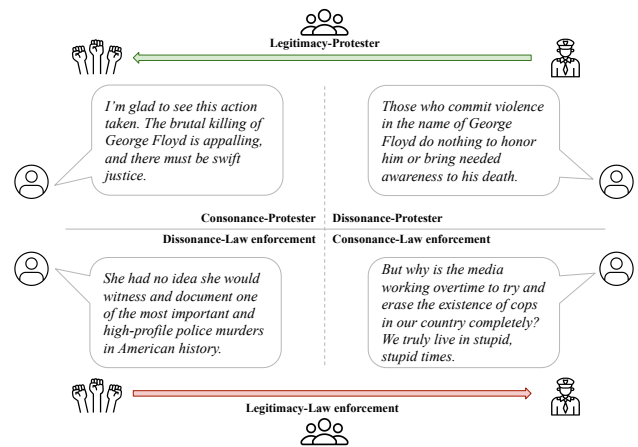 Legitimacy-Protester
I'm glad to see this action
taken. The brutal killing of
George Floyd is appalling,
and there must be swift
justice.
Those who commit violence
in the name of George
Floyd do nothing to honor
him or bring needed
awareness to his death.
Consonance-Protester
Dissonance-Protester
Dissonance-Law enforcement
Consonance-Law enforcement
She had no idea she would
witness and document one
of the most important and
high-profile police murders
in American history.
But why is the media
working overtime to try and
erase the existence of cops
in our country completely?
We truly live in stupid,
stupid times.
Legitimacy-Law enforcement